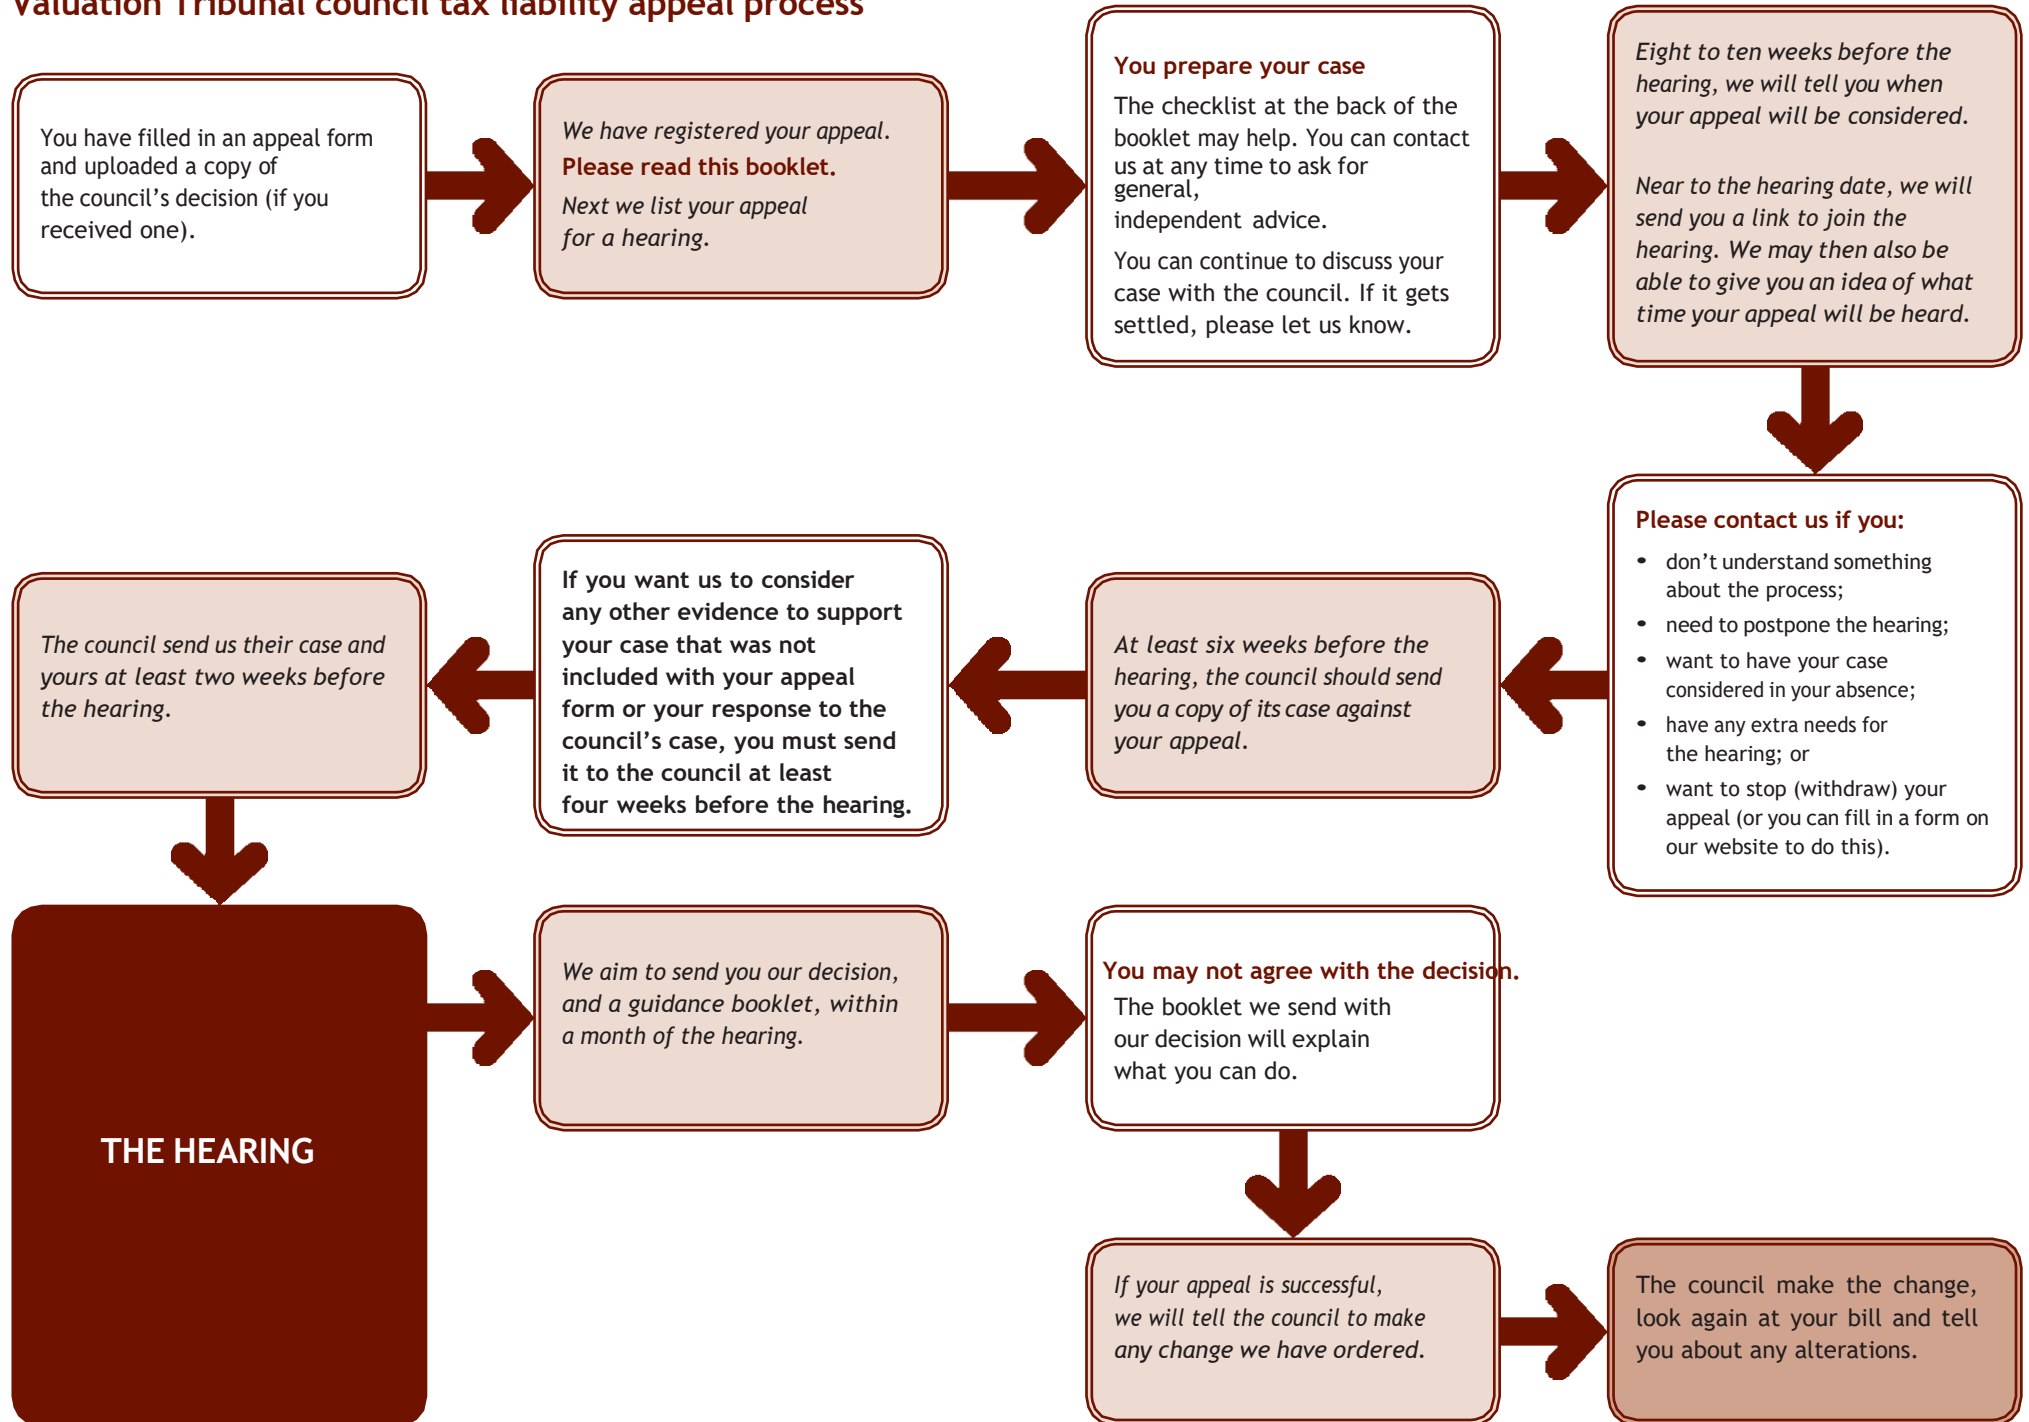 Valuation Tribunal council tax liability appeal process
You have filled in an appeal form
and uploaded a copy of
the council’s decision (if you
received one).
We have registered your appeal.
Please read this booklet.
Next we list your appeal
for a hearing.
You prepare your case
The checklist at the back of the
booklet may help. You can contact
us at any time to ask for
general,
independent advice.
You can continue to discuss your
case with the council. If it gets
settled, please let us know.
Eight to ten weeks before the
hearing, we will tell you when
your appeal will be considered.
Near to the hearing date, we will
send you a link to join the
hearing. We may then also be
able to give you an idea of what
time your appeal will be heard.
Please contact us if you:
• don’t understand something
about the process;
• need to postpone the hearing;
• want to have your case
considered in your absence;
• have any extra needs for
the hearing; or
• want to stop (withdraw) your
appeal (or you can fill in a form on
our website to do this).
At least six weeks before the
hearing, the council should send
you a copy of its case against
your appeal.
If you want us to consider
any other evidence to support
your case that was not
included with your appeal
form or your response to the
council’s case, you must send
it to the council at least
four weeks before the hearing.
The council send us their case and
yours at least two weeks before
the hearing.
THE HEARING
We aim to send you our decision,
and a guidance booklet, within
a month of the hearing.
You may not agree with the decision.
The booklet we send with
our decision will explain
what you can do.
If your appeal is successful,
we will tell the council to make
any change we have ordered.
The council make the change,
look again at your bill and tell
you about any alterations.